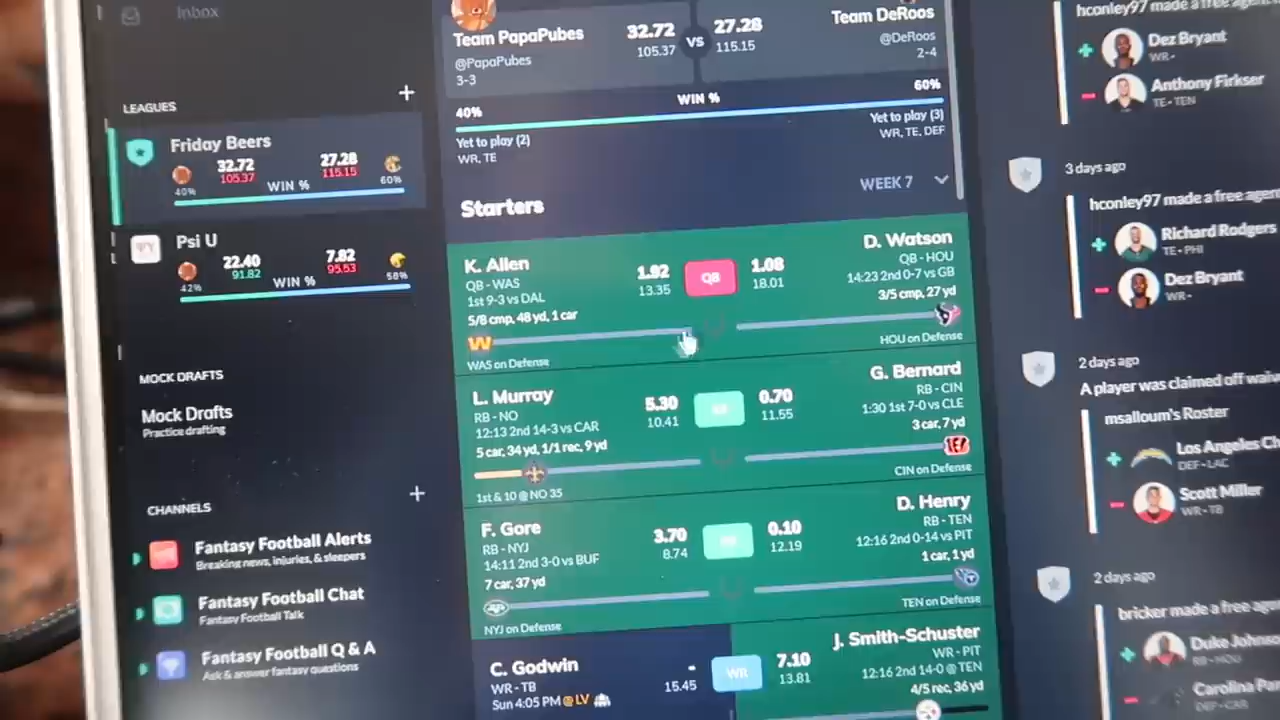 Inbox
LEAGUES
+
Friday Beers
32.72
27.28
105.37
115.15
40%
WIN %
60%
Psi U
22.40
7.82
91.82
95.53
42%
WIN %
58%
MOCK DRAFTS
Mock Drafts
Practice drafting
CHANNELS
+
Fantasy Football Alerts
Breaking news, injuries, & sleepers
Fantasy Football Chat
Fantasy Football Talk
Fantasy Football Q & A
Ask & answer fantasy questions
Team PapaPubes
32.72
VS
27.28
Team DeRoos
@PapaPubes
105.37
115.15
@DeRoos
3-3
2-4
40%
WIN %
60%
Yet to play (2)
Yet to play (3)
WR, TE
WR, TE, DEF
WEEK 7
Starters
K. Allen
1.92
QB
1.08
D. Watson
QB - WAS
13.35
18.01
QB - HOU
1st 9-3 vs DAL
14:23 2nd 0-7 vs GB
5/8 cmp, 48 yd, 1 car
3/5 cmp, 27 yd
WAS on Defense
HOU on Defense
L. Murray
5.30
0.70
G. Bernard
RB - NO
10.41
11.55
RB - CIN
12:13 2nd 14-3 vs CAR
1:30 1st 7-0 vs CLE
5 car, 34 yd, 1/1 rec, 9 yd
3 car, 7 yd
1st & 10 @ NO 35
CIN on Defense
F. Gore
3.70
0.10
D. Henry
RB - NYJ
8.74
12.19
RB - TEN
14:11 2nd 3-0 vs BUF
12:16 2nd 0-14 vs PIT
7 car, 37 yd
1 car, 1 yd
NYJ on Defense
TEN on Defense
C. Godwin
-
WR
7.10
J. Smith-Schuster
WR - TB
15.45
13.81
WR - PIT
Sun 4:05 PM @ LV
12:16 2nd 14-0 @ TEN
4/5 rec, 36 yd
hconley97 made a free
Dez Bryant
WR -
Anthony Firkser
TE - TEN
3 days ago
hconley97 made a free agen
Richard Rodgers
TE - PHI
Dez Bryant
WR -
2 days ago
A player was claimed off
msalloum's Roster
Los Angeles Ch
DEF - LAC
Scott Miller
WR - TB
2 days ago
bricker made a free age
Duke Johnso
RB - HOU
Carolina Pa
DEF - CAR